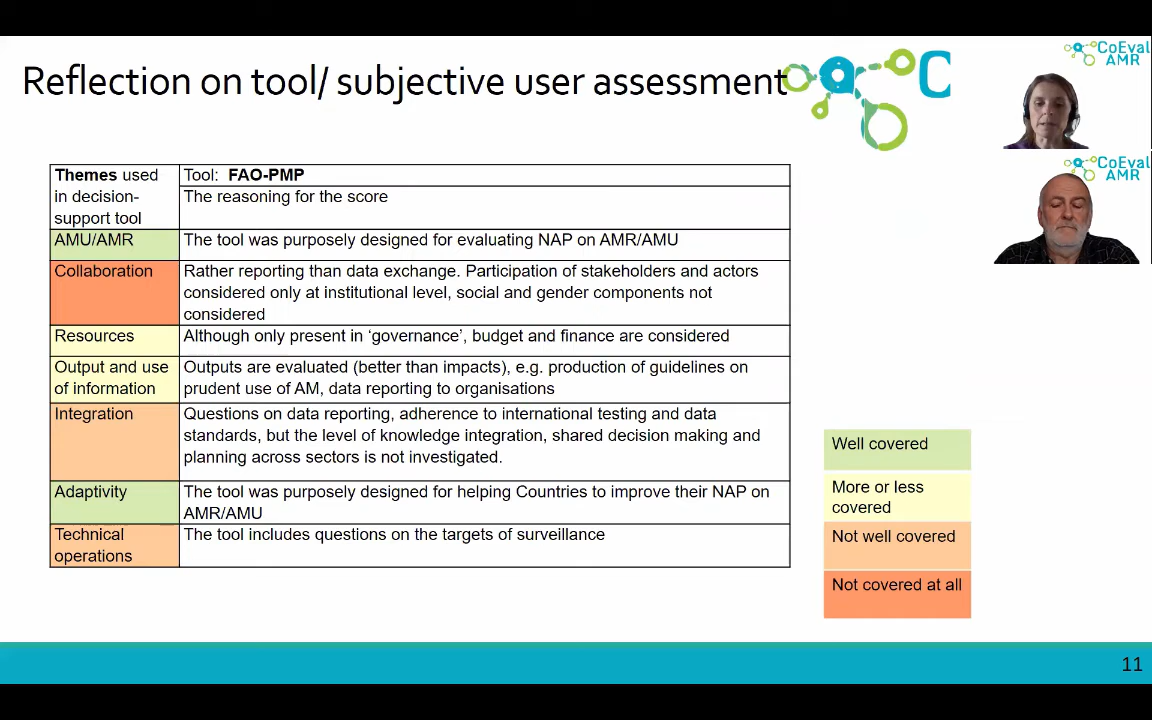 Reflection on tool/ subjective user assessment
CoEval
AMR
CoEval
AMR
Themes used
in decision-
support tool
Tool: FAO-PMP
The reasoning for the score
AMU/AMR
The tool was purposely designed for evaluating NAP on AMR/AMU
Collaboration
Rather reporting than data exchange. Participation of stakeholders and actors
considered only at institutional level, social and gender components not
considered
Resources
Although only present in ‘governance’, budget and finance are considered
Output and use
of information
Outputs are evaluated (better than impacts), e.g. production of guidelines on
prudent use of AM, data reporting to organisations
Integration
Questions on data reporting, adherence to international testing and data
standards, but the level of knowledge integration, shared decision making and
planning across sectors is not investigated.
Adaptivity
The tool was purposely designed for helping Countries to improve their NAP on
AMR/AMU
Technical
operations
The tool includes questions on the targets of surveillance
Well covered
More or less
covered
Not well covered
Not covered at all
11